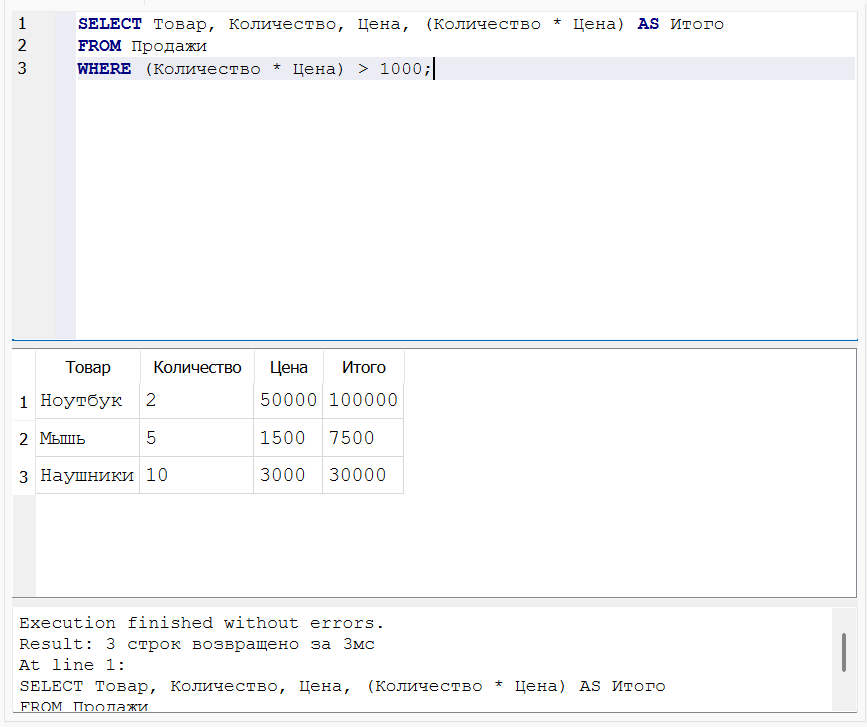 1 SELECT Товар, Количество, Цена, (Количество * Цена) AS Итого
2 FROM Продажи
3 WHERE (Количество * Цена) > 1000;
Товар Количество Цена Итого
1 Ноутбук 2 50000 100000
2 Мышь 5 1500 7500
3 Наушники 10 3000 30000
Execution finished without errors.
Result: 3 строк возвращено за 3мс
At line 1:
SELECT Товар, Количество, Цена, (Количество * Цена) AS Итого
FROM Продажи